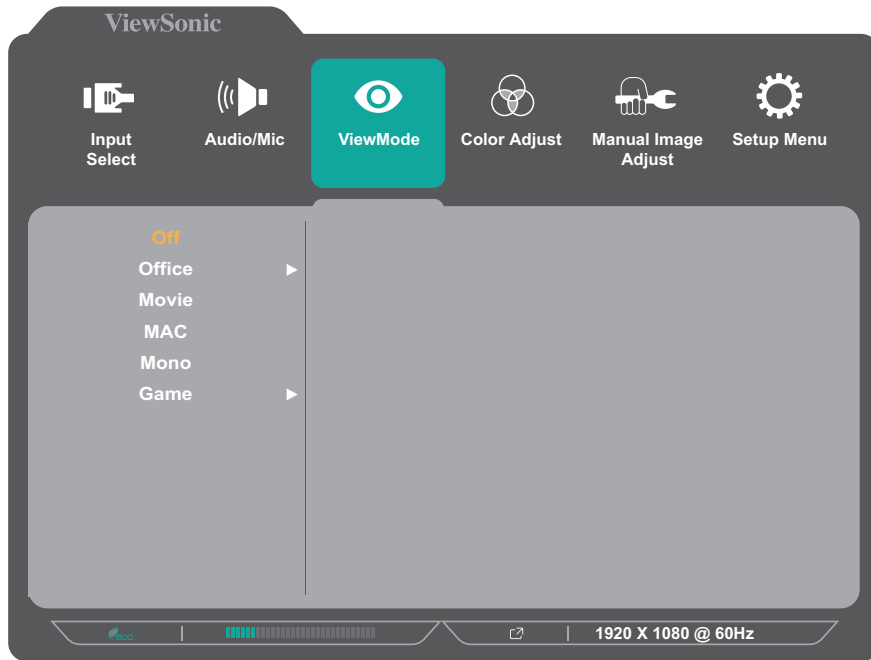 ViewSonic
Input
Select
Audio/Mic
ViewMode
Color Adjust
Manual Image
Adjust
Setup Menu
Off
Office
Movie
MAC
Mono
Game
eco
1920 X 1080 @ 60Hz